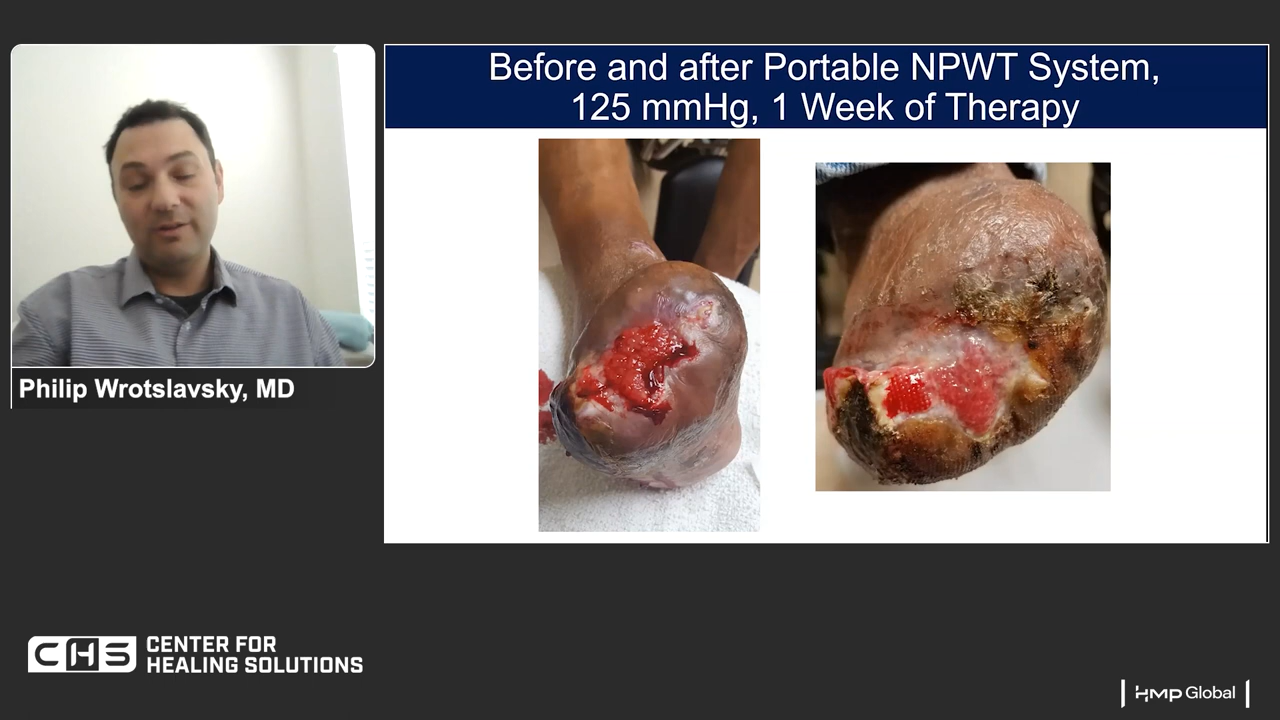 Before and after Portable NPWT System,
125 mmHg, 1 Week of Therapy
Philip Wrotslavsky, MD
CHS
CENTER FOR
HEALING SOLUTIONS
HMP Global